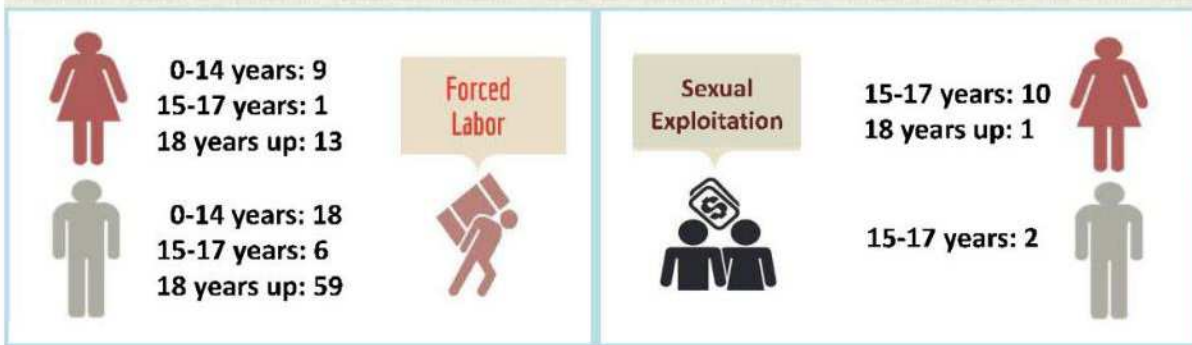 0-14 years: 9
15-17 years: 1
18 years up: 13
0-14 years: 18
15-17 years: 6
18 years up: 59
Forced
Labor
Sexual
Exploitation
$
15-17 years: 10
18 years up: 1
15-17 years: 2